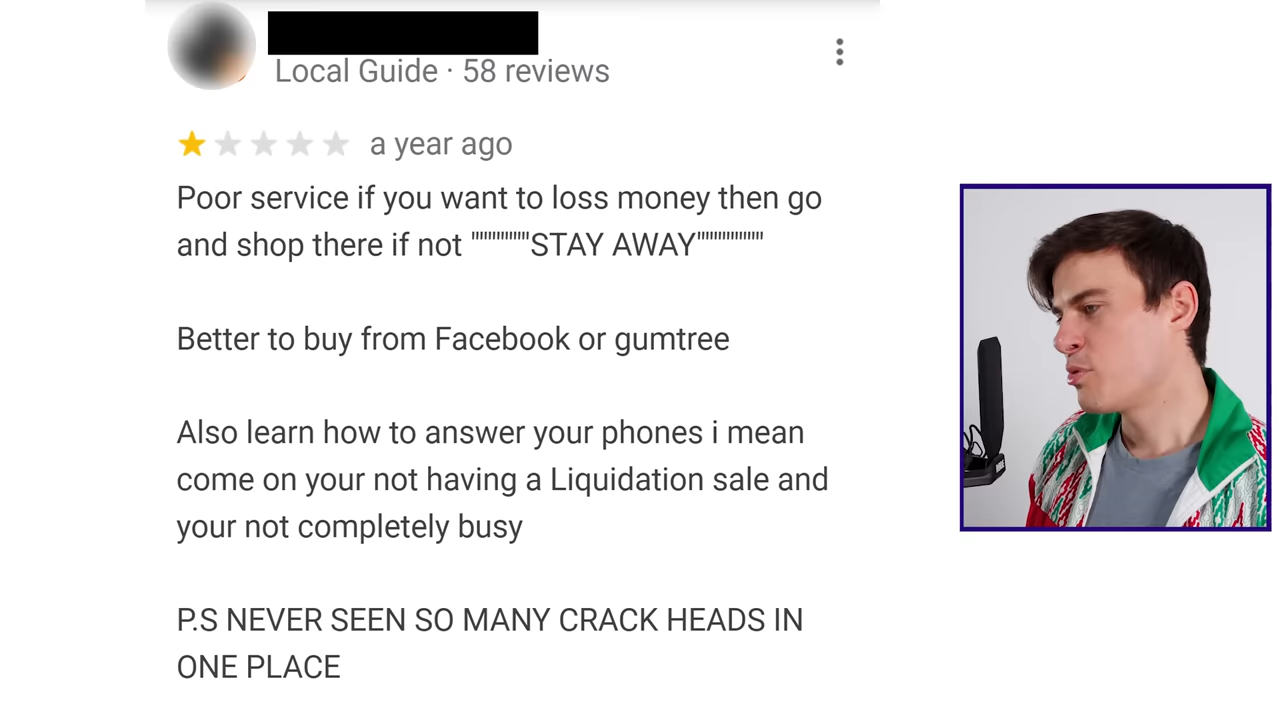 Local Guide · 58 reviews
a year ago
Poor service if you want to loss money then go
and shop there if not """""""STAY AWAY""""""""
Better to buy from Facebook or gumtree
Also learn how to answer your phones i mean
come on your not having a Liquidation sale and
your not completely busy
P.S NEVER SEEN SO MANY CRACK HEADS IN
ONE PLACE